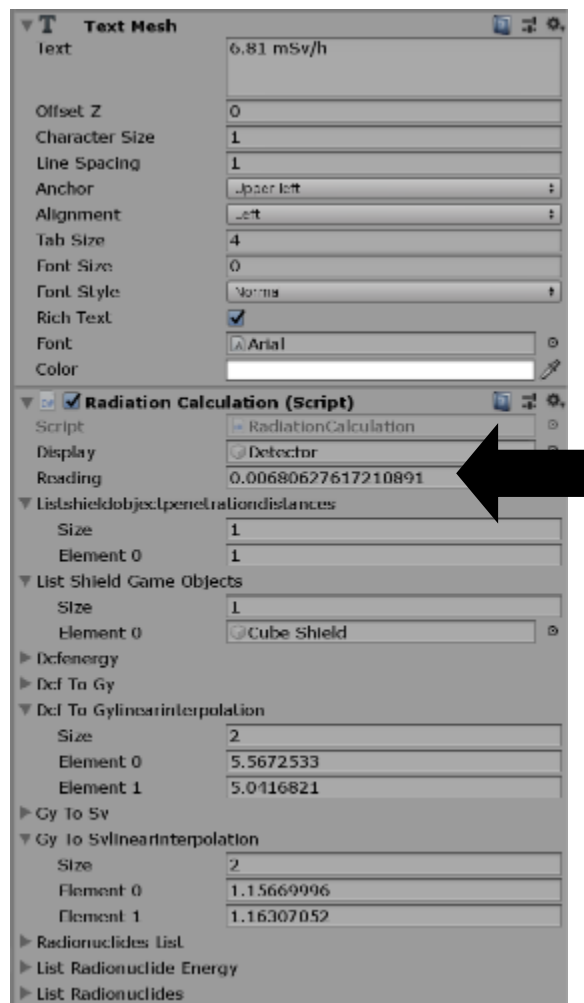 Text Mesh
Text 6.81 mSv/h
Offset Z 0
Character Size 1
Line Spacing 1
Anchor Upper left
Alignment Left
Tab Size 4
Font Size 0
Font Style Normal
Rich Text
Font Arial
Color
Radiation Calculation (Script)
Script RadiationCalculation
Display Detector
Reading 0.00680627617210891
Listshieldobjectpenetrationdistances
Size 1
Element 0 1
List Shield Game Objects
Size 1
Element 0 Cube Shield
Dcfenergy
Dcf To Gy
Dcf To Gylinearinterpolation
Size 2
Element 0 5.5672533
Element 1 5.0416821
Gy To Sv
Gy To Svlinearinterpolation
Size 2
Element 0 1.15669996
Element 1 1.16307052
Radionuclides List
List Radionuclide Energy
List Radionuclides